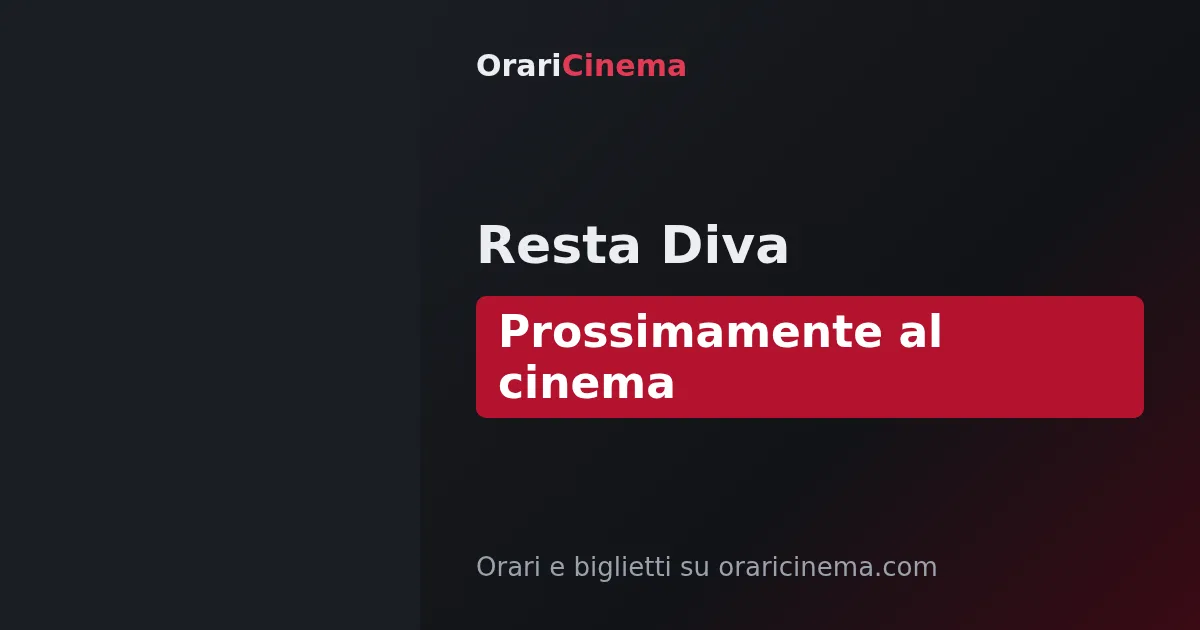 OrariCinema
Resta Diva
Prossimamente al
cinema
Orari e biglietti su oraricinema.com